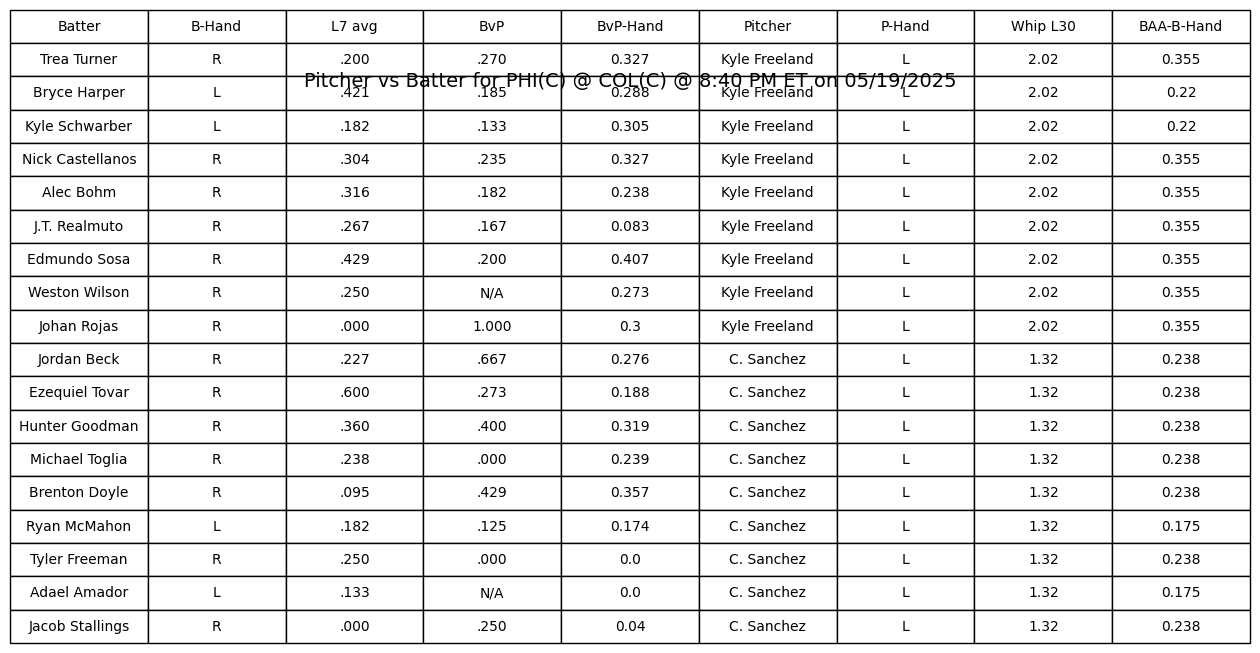 Batter B-Hand L7 avg BvP BvP-Hand Pitcher P-Hand Whip L30 BAA-B-Hand
Trea Turner R .200 .270 0.327 Kyle Freeland L 2.02 0.355
Pitcher vs Batter for PHI(C) @ COL(C) @ 8:40 PM ET on 05/19/2025
Bryce Harper L .421 .185 0.288 Kyle Freeland L 2.02 0.22
Kyle Schwarber L .182 .133 0.305 Kyle Freeland L 2.02 0.22
Nick Castellanos R .304 .235 0.327 Kyle Freeland L 2.02 0.355
Alec Bohm R .316 .182 0.238 Kyle Freeland L 2.02 0.355
J.T. Realmuto R .267 .167 0.083 Kyle Freeland L 2.02 0.355
Edmundo Sosa R .429 .200 0.407 Kyle Freeland L 2.02 0.355
Weston Wilson R .250 N/A 0.273 Kyle Freeland L 2.02 0.355
Johan Rojas R .000 1.000 0.3 Kyle Freeland L 2.02 0.355
Jordan Beck R .227 .667 0.276 C. Sanchez L 1.32 0.238
Ezequiel Tovar R .600 .273 0.188 C. Sanchez L 1.32 0.238
Hunter Goodman R .360 .400 0.319 C. Sanchez L 1.32 0.238
Michael Toglia R .238 .000 0.239 C. Sanchez L 1.32 0.238
Brenton Doyle R .095 .429 0.357 C. Sanchez L 1.32 0.238
Ryan McMahon L .182 .125 0.174 C. Sanchez L 1.32 0.175
Tyler Freeman R .250 .000 0.0 C. Sanchez L 1.32 0.238
Adael Amador L .133 N/A 0.0 C. Sanchez L 1.32 0.175
Jacob Stallings R .000 .250 0.04 C. Sanchez L 1.32 0.238